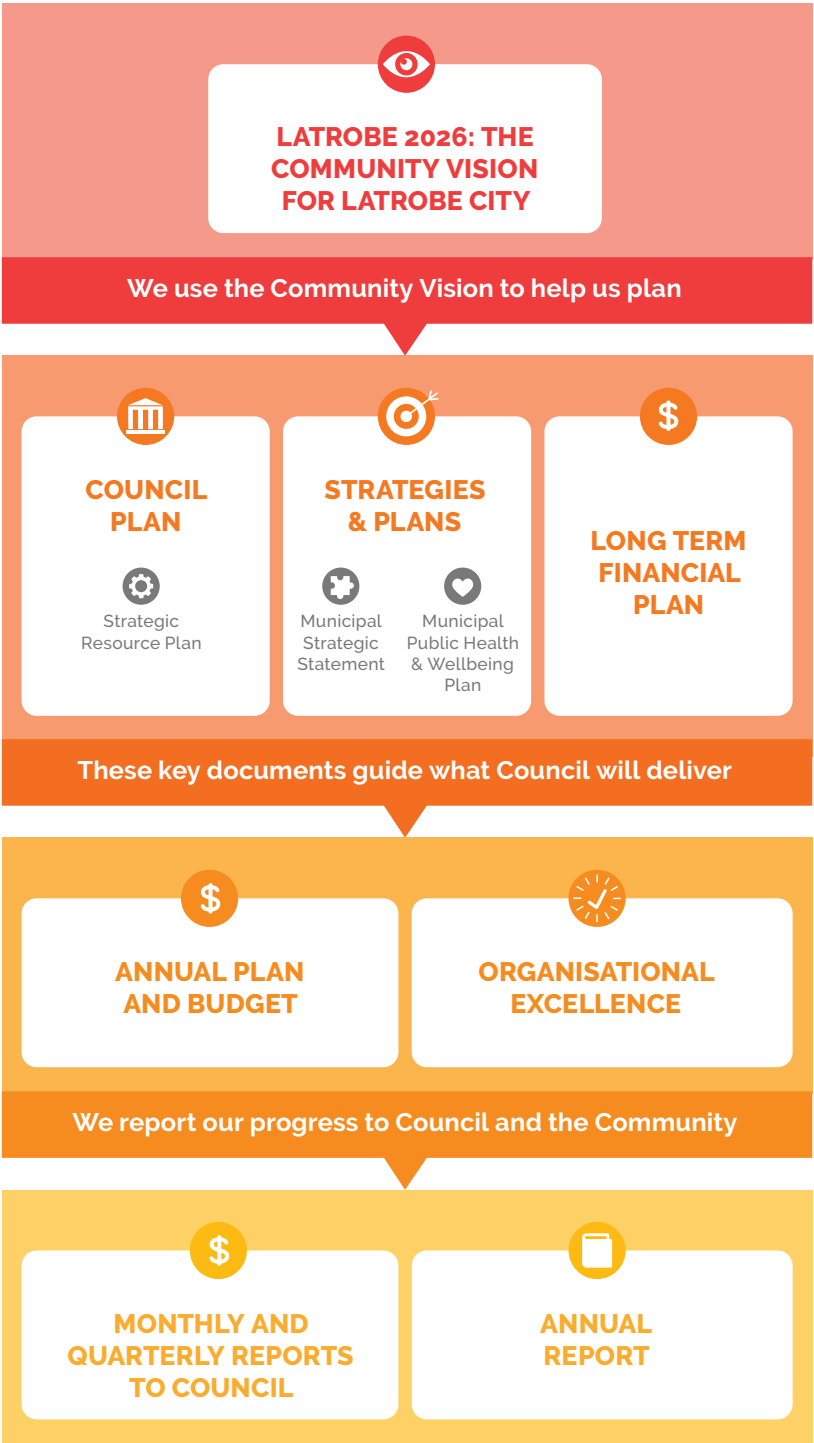 LATROBE 2026: THE
COMMUNITY VISION
FOR LATROBE CITY
We use the Community Vision to help us plan
COUNCIL
PLAN
Strategic
Resource Plan
STRATEGIES
& PLANS
Municipal
Strategic
Statement
Municipal
Public Health
& Wellbeing
Plan
LONG TERM
FINANCIAL
PLAN
These key documents guide what Council will deliver
ANNUAL PLAN
AND BUDGET
ORGANISATIONAL
EXCELLENCE
We report our progress to Council and the Community
MONTHLY AND
QUARTERLY REPORTS
TO COUNCIL
ANNUAL
REPORT